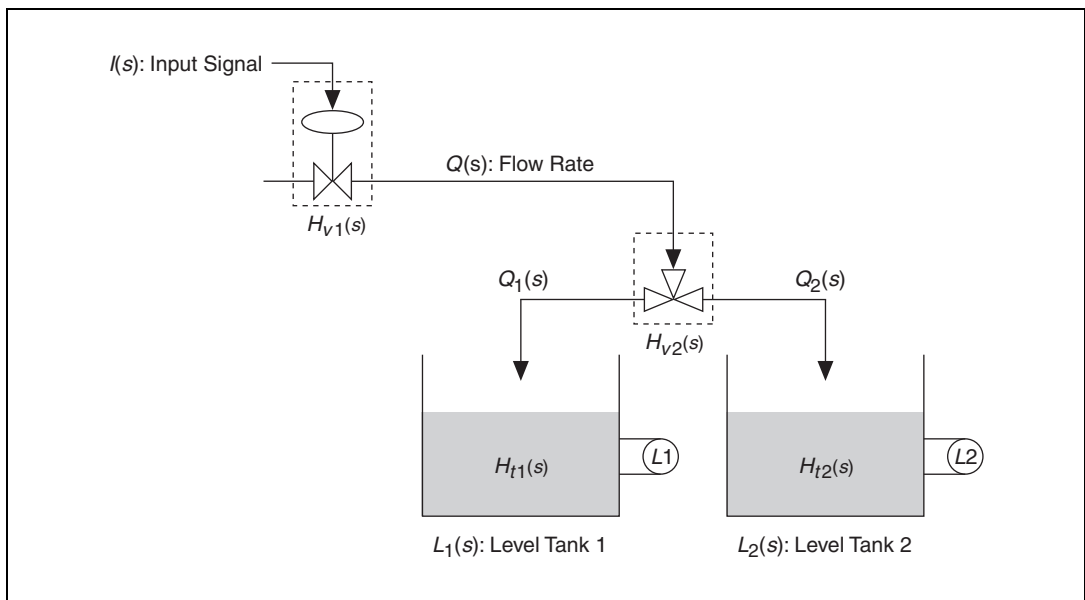 I(s): Input Signal
Q(s): Flow Rate
Hv1(s)
Q1(s)
Q2(s)
Hv2(s)
Ht1(s)
L1
Ht2(s)
L2
L1(s): Level Tank 1
L2(s): Level Tank 2